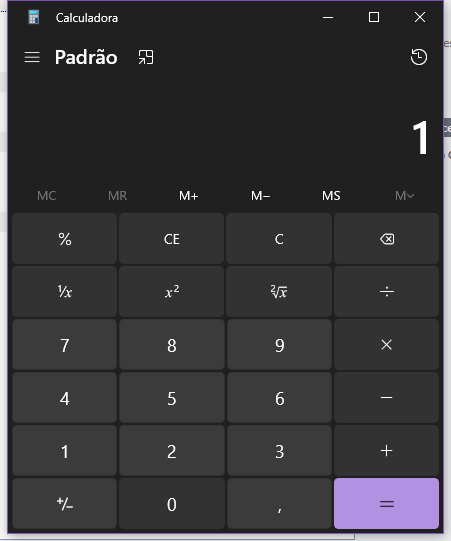 Calculadora
Padrão
1
MC MR M+ M− MS M
% CE C
¹/x x² ²√x ÷
7 8 9 ×
4 5 6 −
1 2 3 +
+/− 0 , =